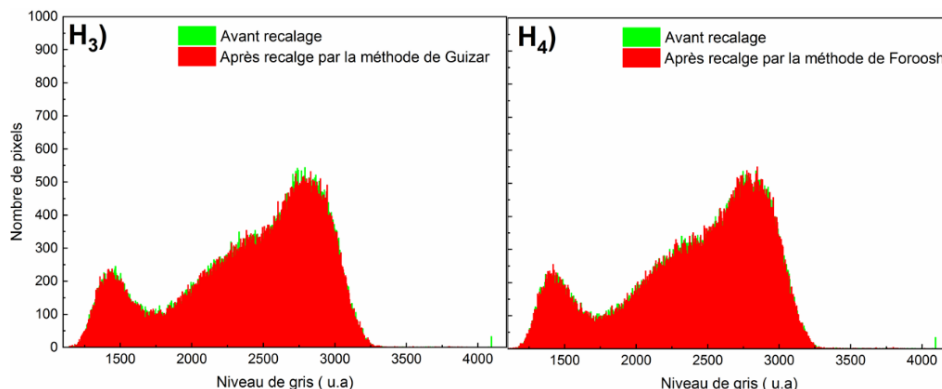 H3)
Avant recalage
Après recalge par la méthode de Guizar
1000
900
800
700
600
500
400
300
200
100
0
Nombre de pixels
1500 2000 2500 3000 3500 4000
Niveau de gris ( u.a)
H4)
Avant recalage
Après recalge par la méthode de Foroosh
1500 2000 2500 3000 3500 4000
Niveau de gris ( u.a)